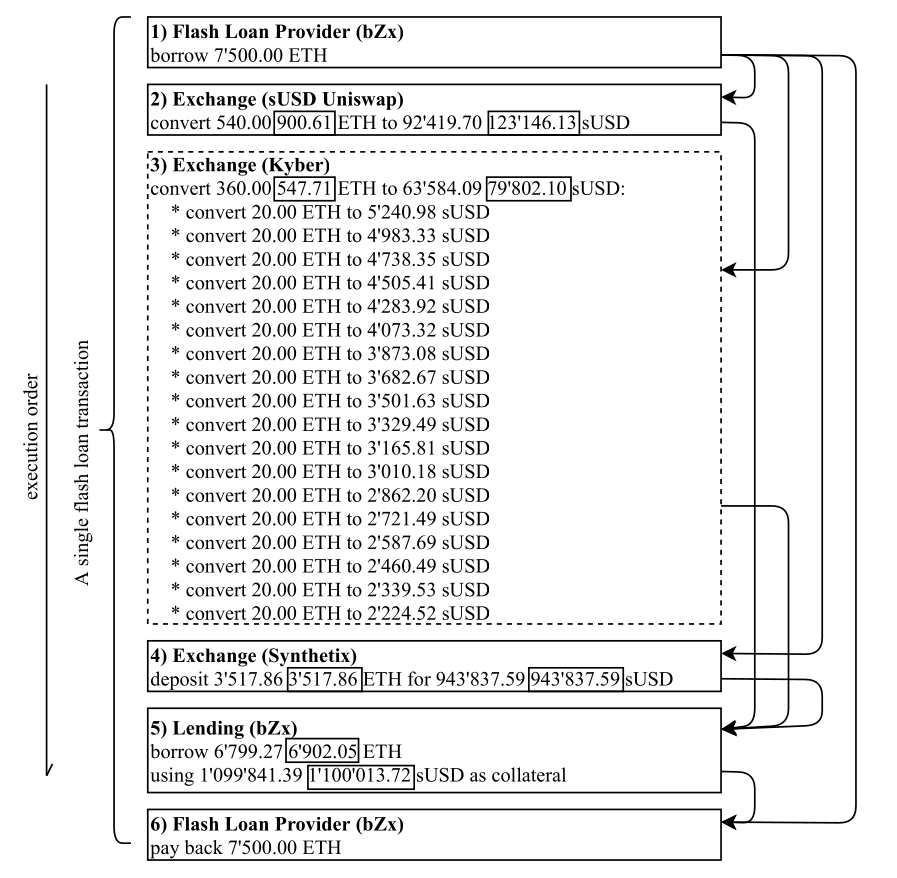 1) Flash Loan Provider (bZx)
borrow 7'500.00 ETH
2) Exchange (sUSD Uniswap)
convert 540.00 900.61 ETH to 92'419.70 123'146.13 sUSD
3) Exchange (Kyber)
convert 360.00 547.71 ETH to 63'584.09 79'802.10 sUSD:
* convert 20.00 ETH to 5'240.98 sUSD
* convert 20.00 ETH to 4'983.33 sUSD
* convert 20.00 ETH to 4'738.35 sUSD
* convert 20.00 ETH to 4'505.41 sUSD
* convert 20.00 ETH to 4'283.92 sUSD
* convert 20.00 ETH to 4'073.32 sUSD
* convert 20.00 ETH to 3'873.08 sUSD
* convert 20.00 ETH to 3'682.67 sUSD
* convert 20.00 ETH to 3'501.63 sUSD
* convert 20.00 ETH to 3'329.49 sUSD
* convert 20.00 ETH to 3'165.81 sUSD
* convert 20.00 ETH to 3'010.18 sUSD
* convert 20.00 ETH to 2'862.20 sUSD
* convert 20.00 ETH to 2'721.49 sUSD
* convert 20.00 ETH to 2'587.69 sUSD
* convert 20.00 ETH to 2'460.49 sUSD
* convert 20.00 ETH to 2'339.53 sUSD
* convert 20.00 ETH to 2'224.52 sUSD
4) Exchange (Synthetix)
deposit 3'517.86 3'517.86 ETH for 943'837.59 943'837.59 sUSD
5) Lending (bZx)
borrow 6'799.27 6'902.05 ETH
using 1'099'841.39 1'100'013.72 sUSD as collateral
6) Flash Loan Provider (bZx)
pay back 7'500.00 ETH
execution order
A single flash loan transaction